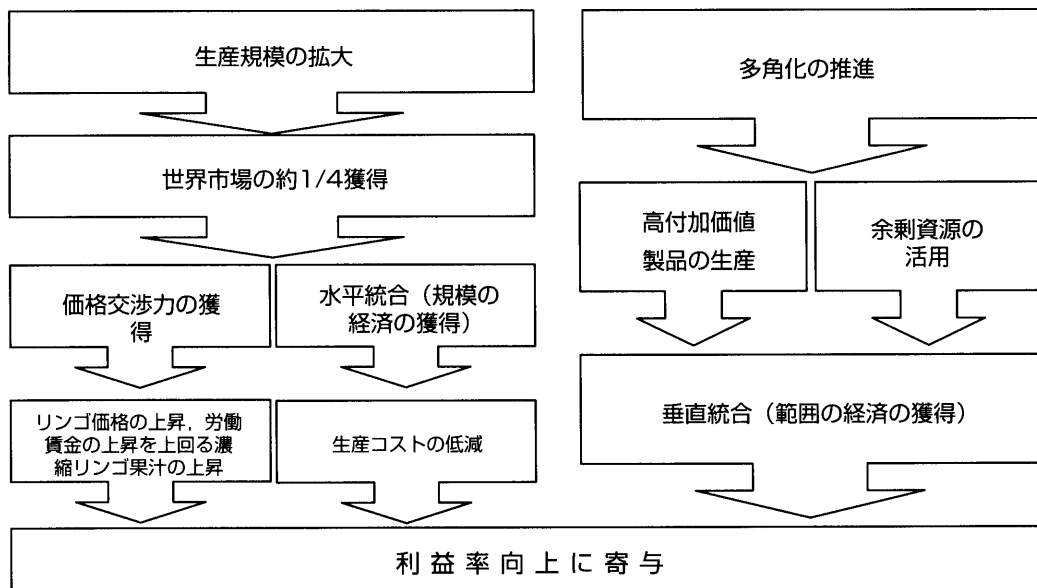 生産規模の拡大
世界市場の約1/4獲得
価格交渉力の獲
得
水平統合（規模の
経済の獲得）
リンゴ価格の上昇，労働
賃金の上昇を上回る濃
縮リンゴ果汁の上昇
生産コストの低減
多角化の推進
高付加価値
製品の生産
余剰資源の
活用
垂直統合（範囲の経済の獲得）
利益率向上に寄与